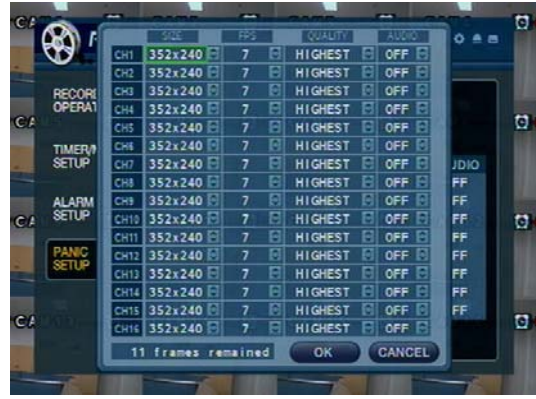 SIZE FPS QUALITY AUDIO
CH1 352x240 7 HIGHEST OFF
CH2 352x240 7 HIGHEST OFF
CH3 352x240 7 HIGHEST OFF
CH4 352x240 7 HIGHEST OFF
CH5 352x240 7 HIGHEST OFF
CH6 352x240 7 HIGHEST OFF
CH7 352x240 7 HIGHEST OFF
CH8 352x240 7 HIGHEST OFF
CH9 352x240 7 HIGHEST OFF
CH10 352x240 7 HIGHEST OFF
CH11 352x240 7 HIGHEST OFF
CH12 352x240 7 HIGHEST OFF
CH13 352x240 7 HIGHEST OFF
CH14 352x240 7 HIGHEST OFF
CH15 352x240 7 HIGHEST OFF
CH16 352x240 7 HIGHEST OFF
11 frames remained OK CANCEL
RECOR
OPERAT
TIMER/
SETUP
ALARM
SETUP
PANIC
SETUP
UDIO
FF
FF
FF
FF
FF
FF
FF
FF